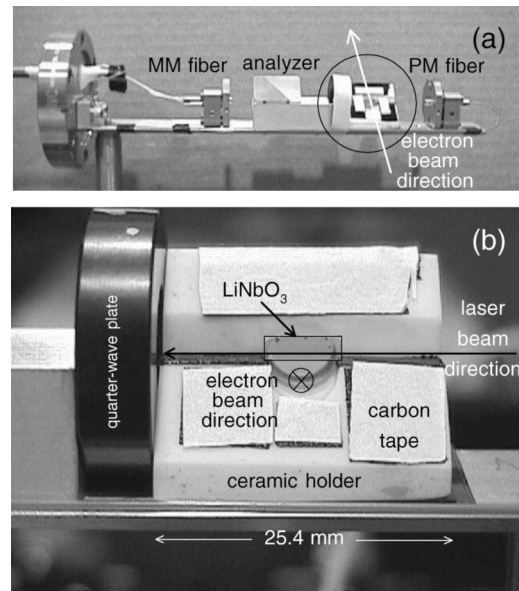 (a)
MM fiber
analyzer
PM fiber
electron
beam
direction
(b)
LiNbO3
quarter-wave plate
laser
beam
direction
electron
beam
direction
carbon
tape
ceramic holder
25.4 mm